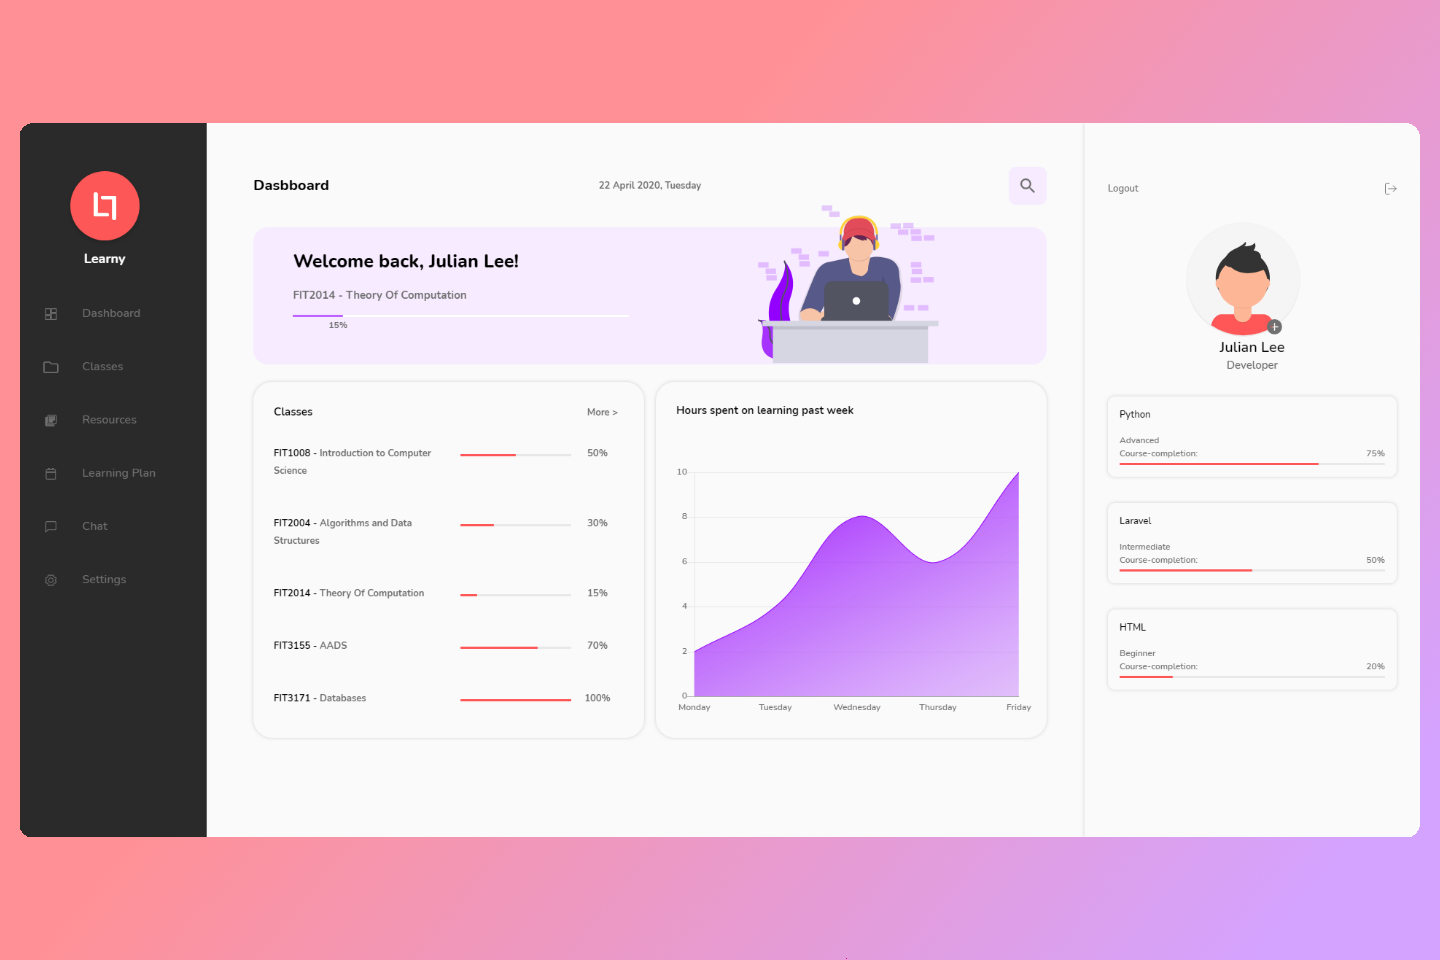 Learny
Dashboard
Classes
Resources
Learning Plan
Chat
Settings
Dasbboard
22 April 2020, Tuesday
Welcome back, Julian Lee!
FIT2014 - Theory Of Computation
15%
Classes
More >
FIT1008 - Introduction to Computer
Science
50%
FIT2004 - Algorithms and Data
Structures
30%
FIT2014 - Theory Of Computation
15%
FIT3155 - AADS
70%
FIT3171 - Databases
100%
Hours spent on learning past week
10
8
6
4
2
0
Monday
Tuesday
Wednesday
Thursday
Friday
Logout
Julian Lee
Developer
Python
Advanced
Course-completion:
75%
Laravel
Intermediate
Course-completion:
50%
HTML
Beginner
Course-completion:
20%